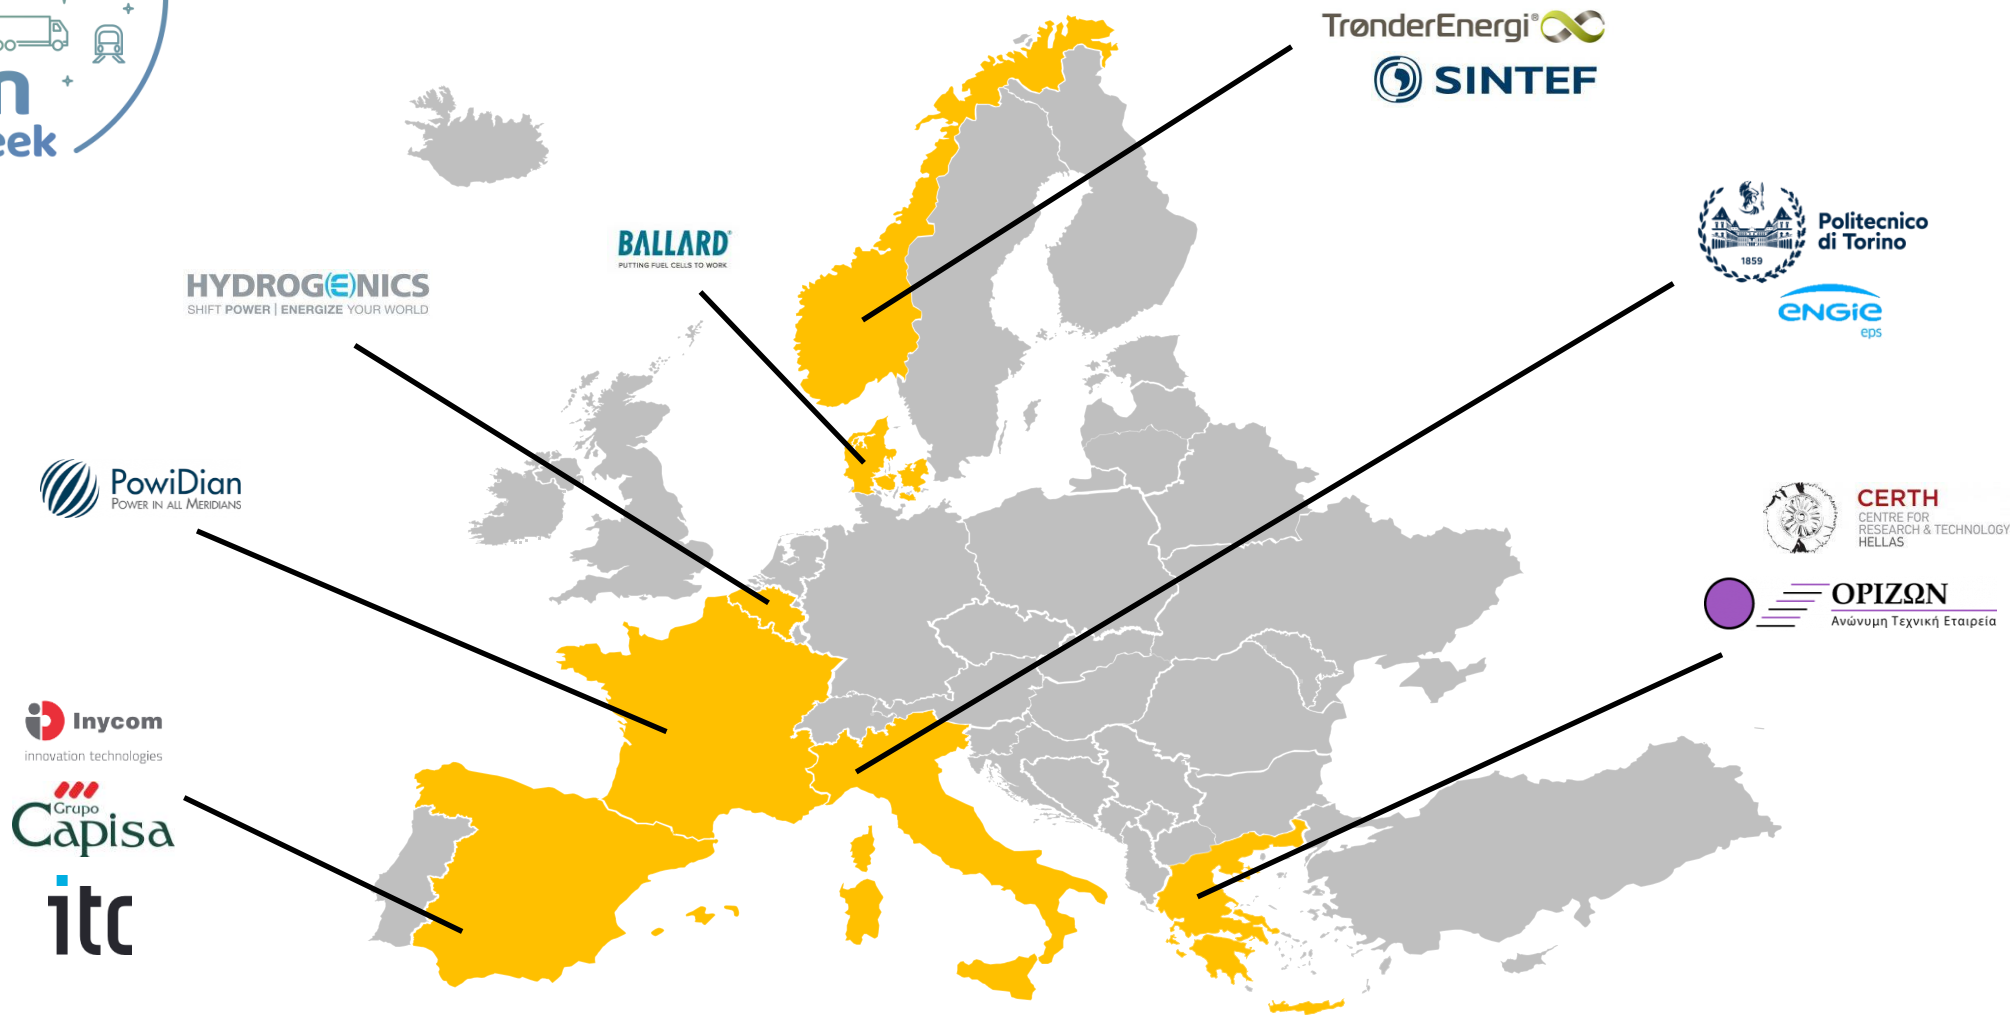 n
eek
TrønderEnergi®
SINTEF
BALLARD®
PUTTING FUEL CELLS TO WORK
HYDROG(E)NICS
SHIFT POWER | ENERGIZE YOUR WORLD
1859
Politecnico
di Torino
ENGIE
eps
PowiDian
POWER IN ALL MERIDIANS
CERTH
CENTRE FOR
RESEARCH & TECHNOLOGY
HELLAS
ΟΡΙΖΩΝ
Ανώνυμη Τεχνική Εταιρεία
Inycom
innovation technologies
Grupo
Capisa
itc